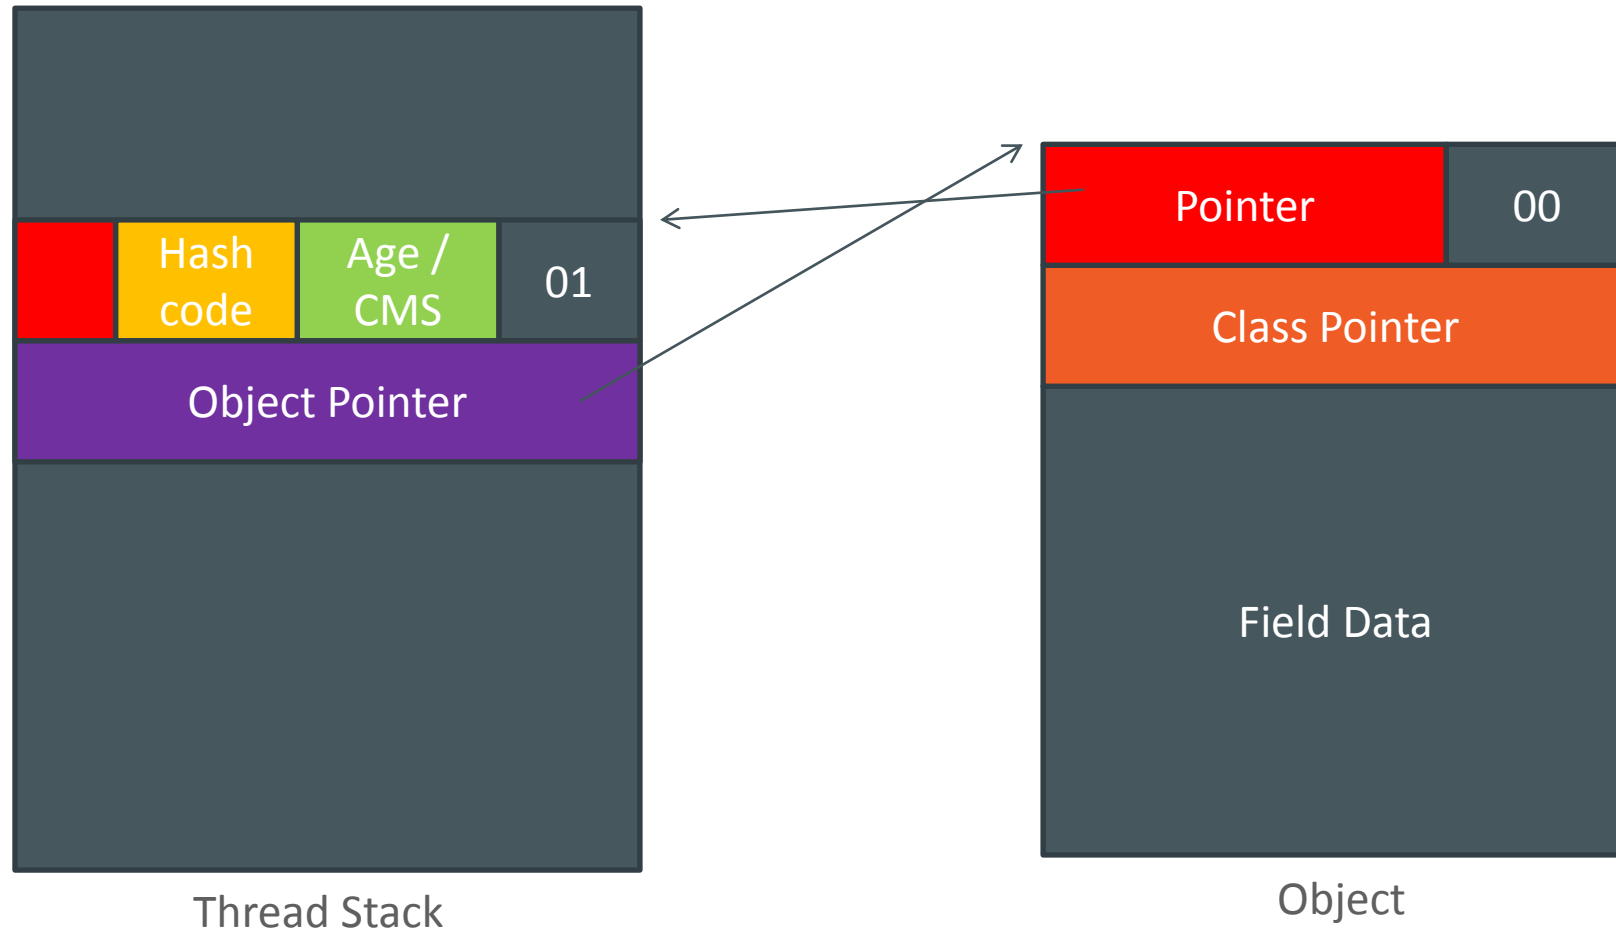 Hash
code
Age /
CMS
01
Object Pointer
Thread Stack
Pointer
00
Class Pointer
Field Data
Object